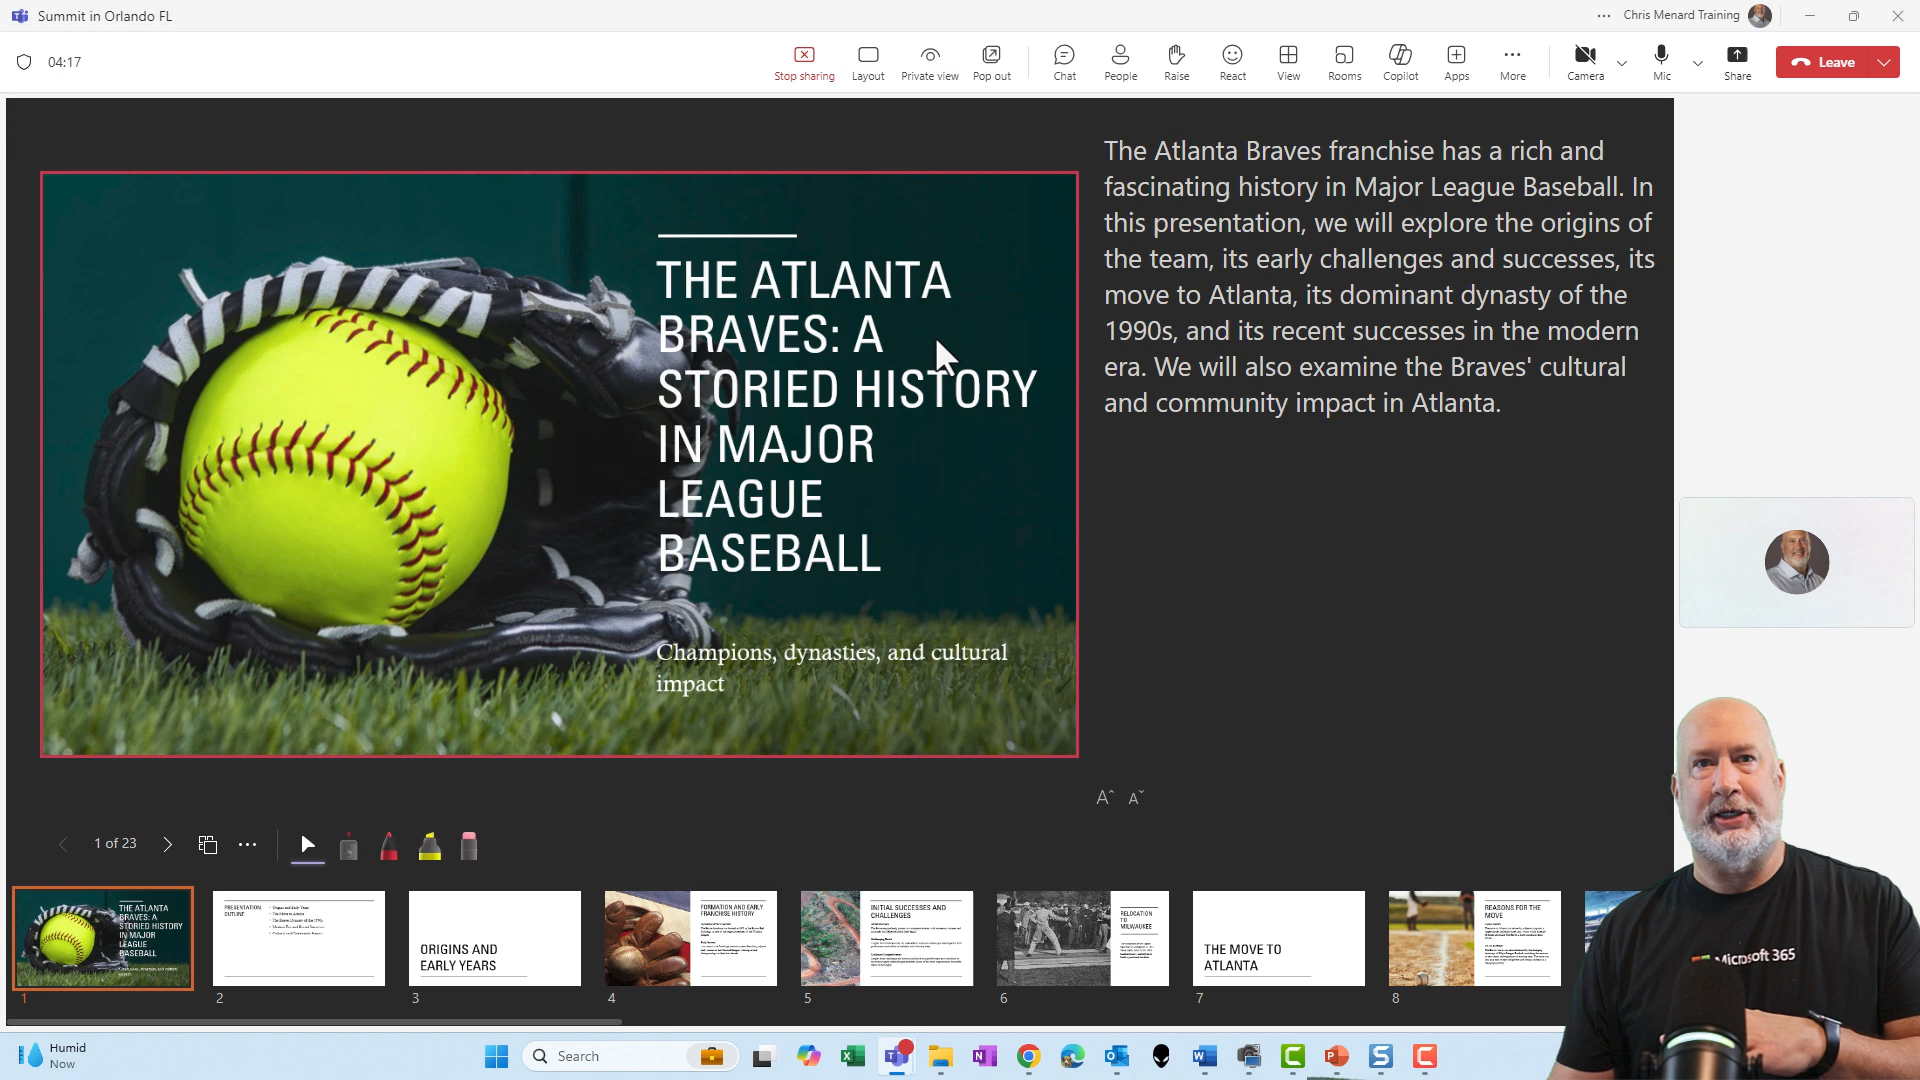 Summit in Orlando FL
Chris Menard Training
04:17
Stop sharing
Layout
Private view
Pop out
Chat
People
Raise
React
View
Rooms
Copilot
Apps
More
Camera
Mic
Share
Leave
THE ATLANTA
BRAVES: A
STORIED HISTORY
IN MAJOR
LEAGUE
BASEBALL
Champions, dynasties, and cultural
impact
The Atlanta Braves franchise has a rich and
fascinating history in Major League Baseball. In
this presentation, we will explore the origins of
the team, its early challenges and successes, its
move to Atlanta, its dominant dynasty of the
1990s, and its recent successes in the modern
era. We will also examine the Braves' cultural
and community impact in Atlanta.
1 of 23
THE ATLANTA
BRAVES: A
STORIED HISTORY
IN MAJOR
LEAGUE
BASEBALL
1
PRESENTATION
OUTLINE
2
ORIGINS AND
EARLY YEARS
3
FORMATION AND EARLY
FRANCHISE HISTORY
4
INITIAL SUCCESSES AND
CHALLENGES
5
RELOCATION
TO
MILWAUKEE
6
THE MOVE TO
ATLANTA
7
REASONS FOR THE
MOVE
8
Microsoft 365
Humid
Now
Search